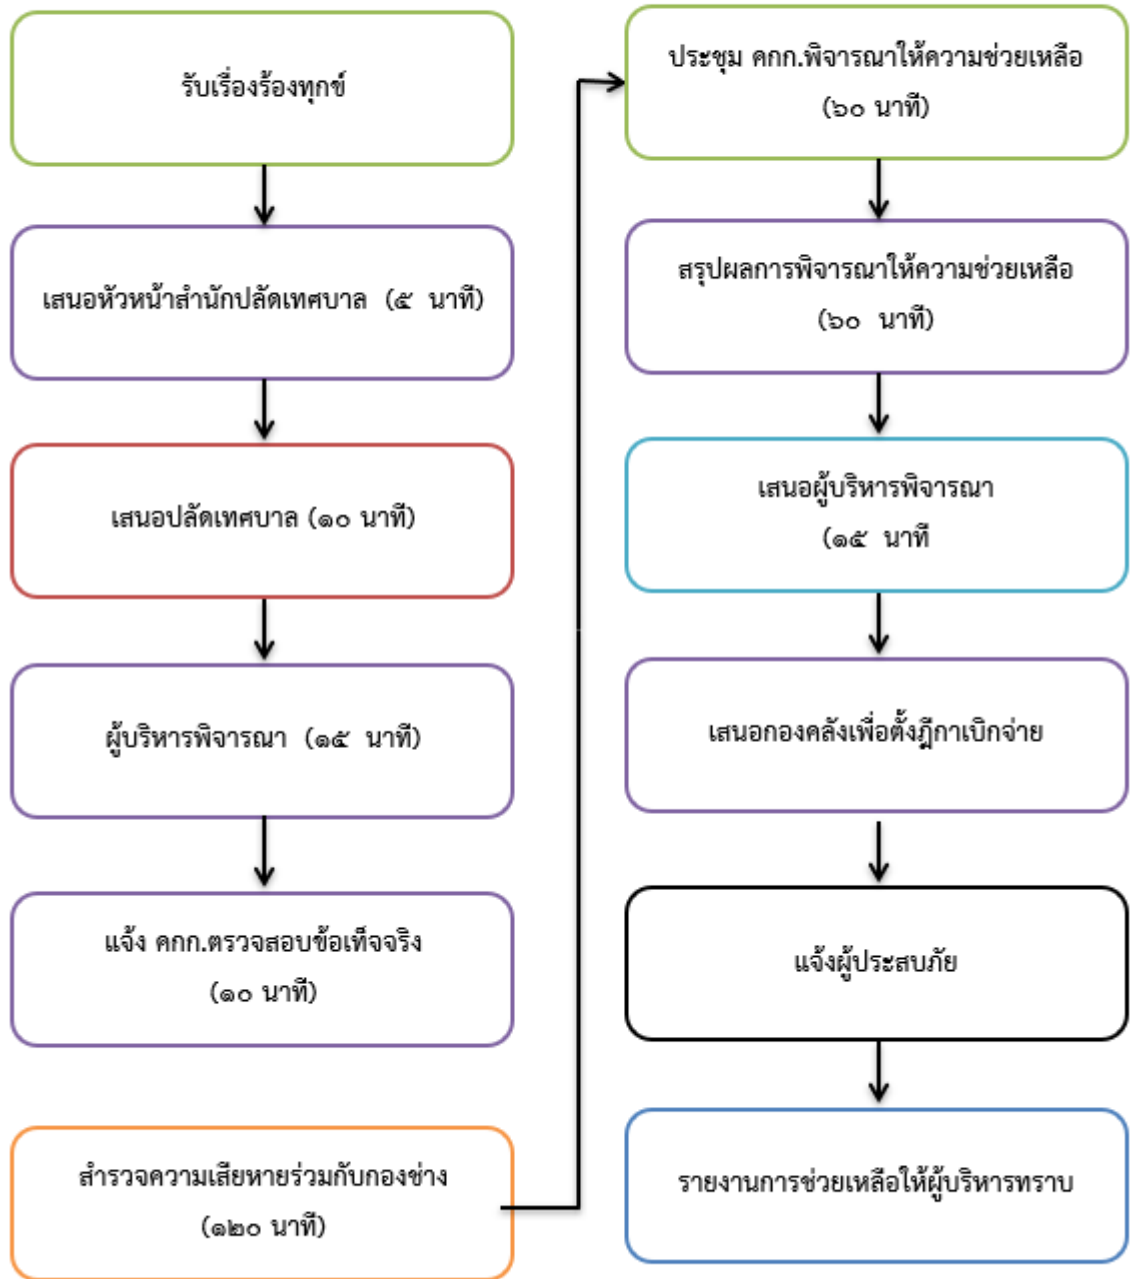 รับเรื่องร้องทุกข์
เสนอหัวหน้าสำนักปลัดเทศบาล (๕ นาที)
เสนอปลัดเทศบาล (๑๐ นาที)
ผู้บริหารพิจารณา (๑๕ นาที)
แจ้ง คกก.ตรวจสอบข้อเท็จจริง
(๑๐ นาที)
สำรวจความเสียหายร่วมกับกองช่าง
(๑๒๐ นาที)
ประชุม คกก.พิจารณาให้ความช่วยเหลือ
(๖๐ นาที)
สรุปผลการพิจารณาให้ความช่วยเหลือ
(๖๐ นาที)
เสนอผู้บริหารพิจารณา
(๑๕ นาที
เสนอกองคลังเพื่อตั้งฎีกาเบิกจ่าย
แจ้งผู้ประสบภัย
รายงานการช่วยเหลือให้ผู้บริหารทราบ